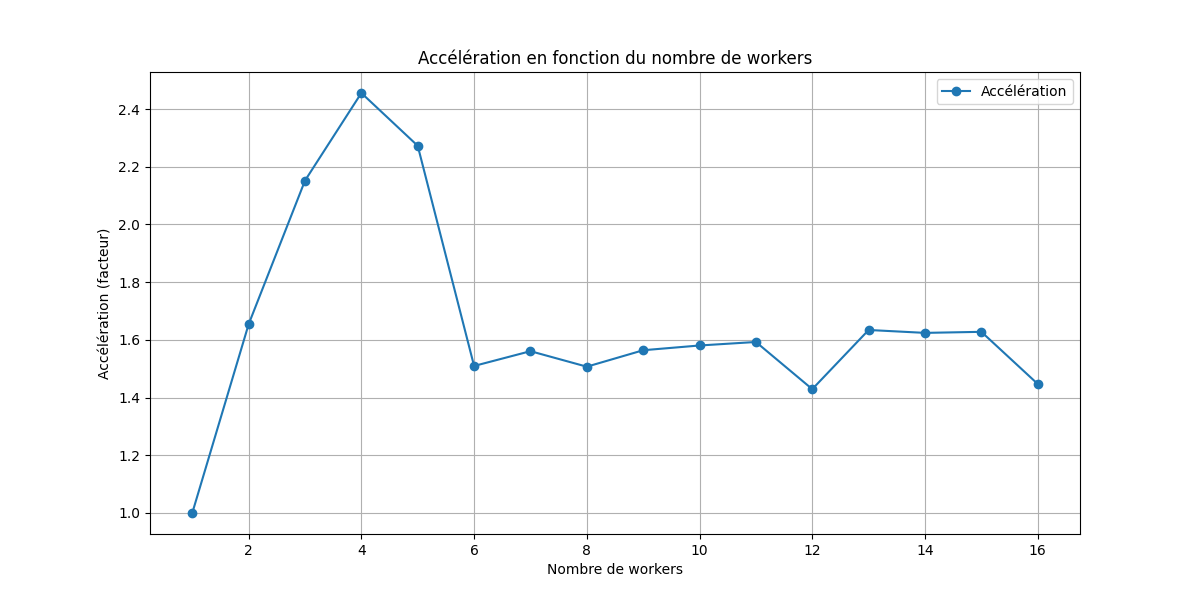 Accélération en fonction du nombre de workers
Accélération
Accélération (facteur)
2.4
2.2
2.0
1.8
1.6
1.4
1.2
1.0
2 4 6 8 10 12 14 16
Nombre de workers